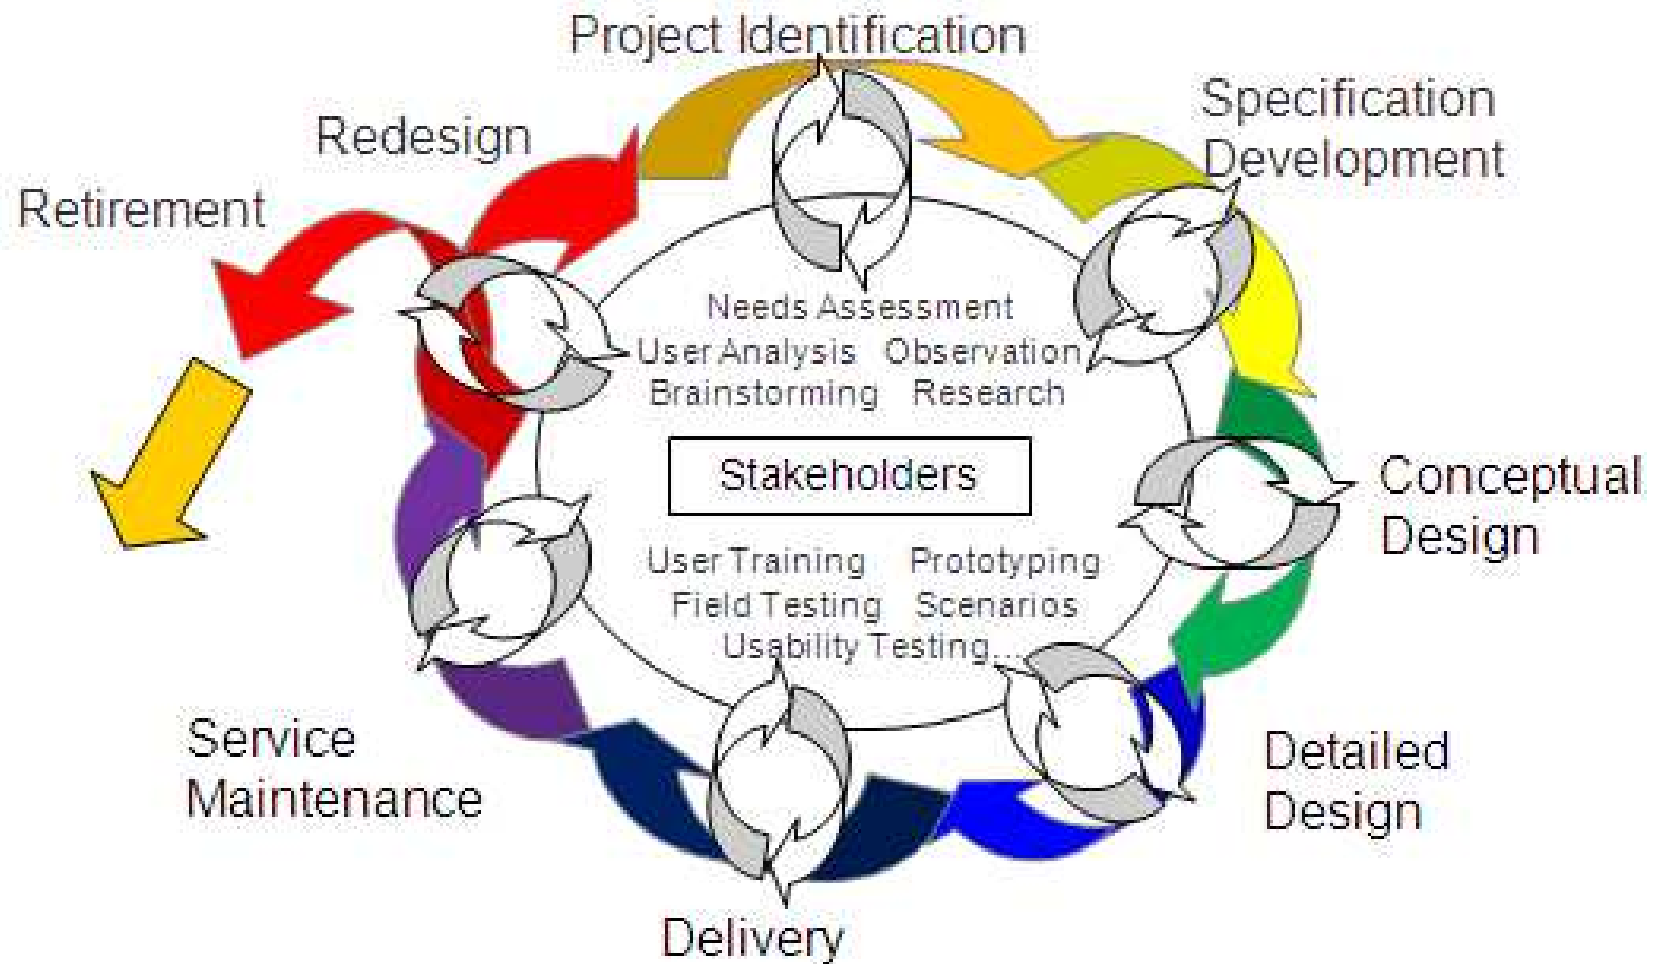 Project Identification
Specification
Development
Redesign
Retirement
Needs Assessment
User Analysis Observation
Brainstorming Research
Stakeholders
Conceptual
Design
User Training Prototyping
Field Testing Scenarios
Usability Testing...
Service
Maintenance
Detailed
Design
Delivery